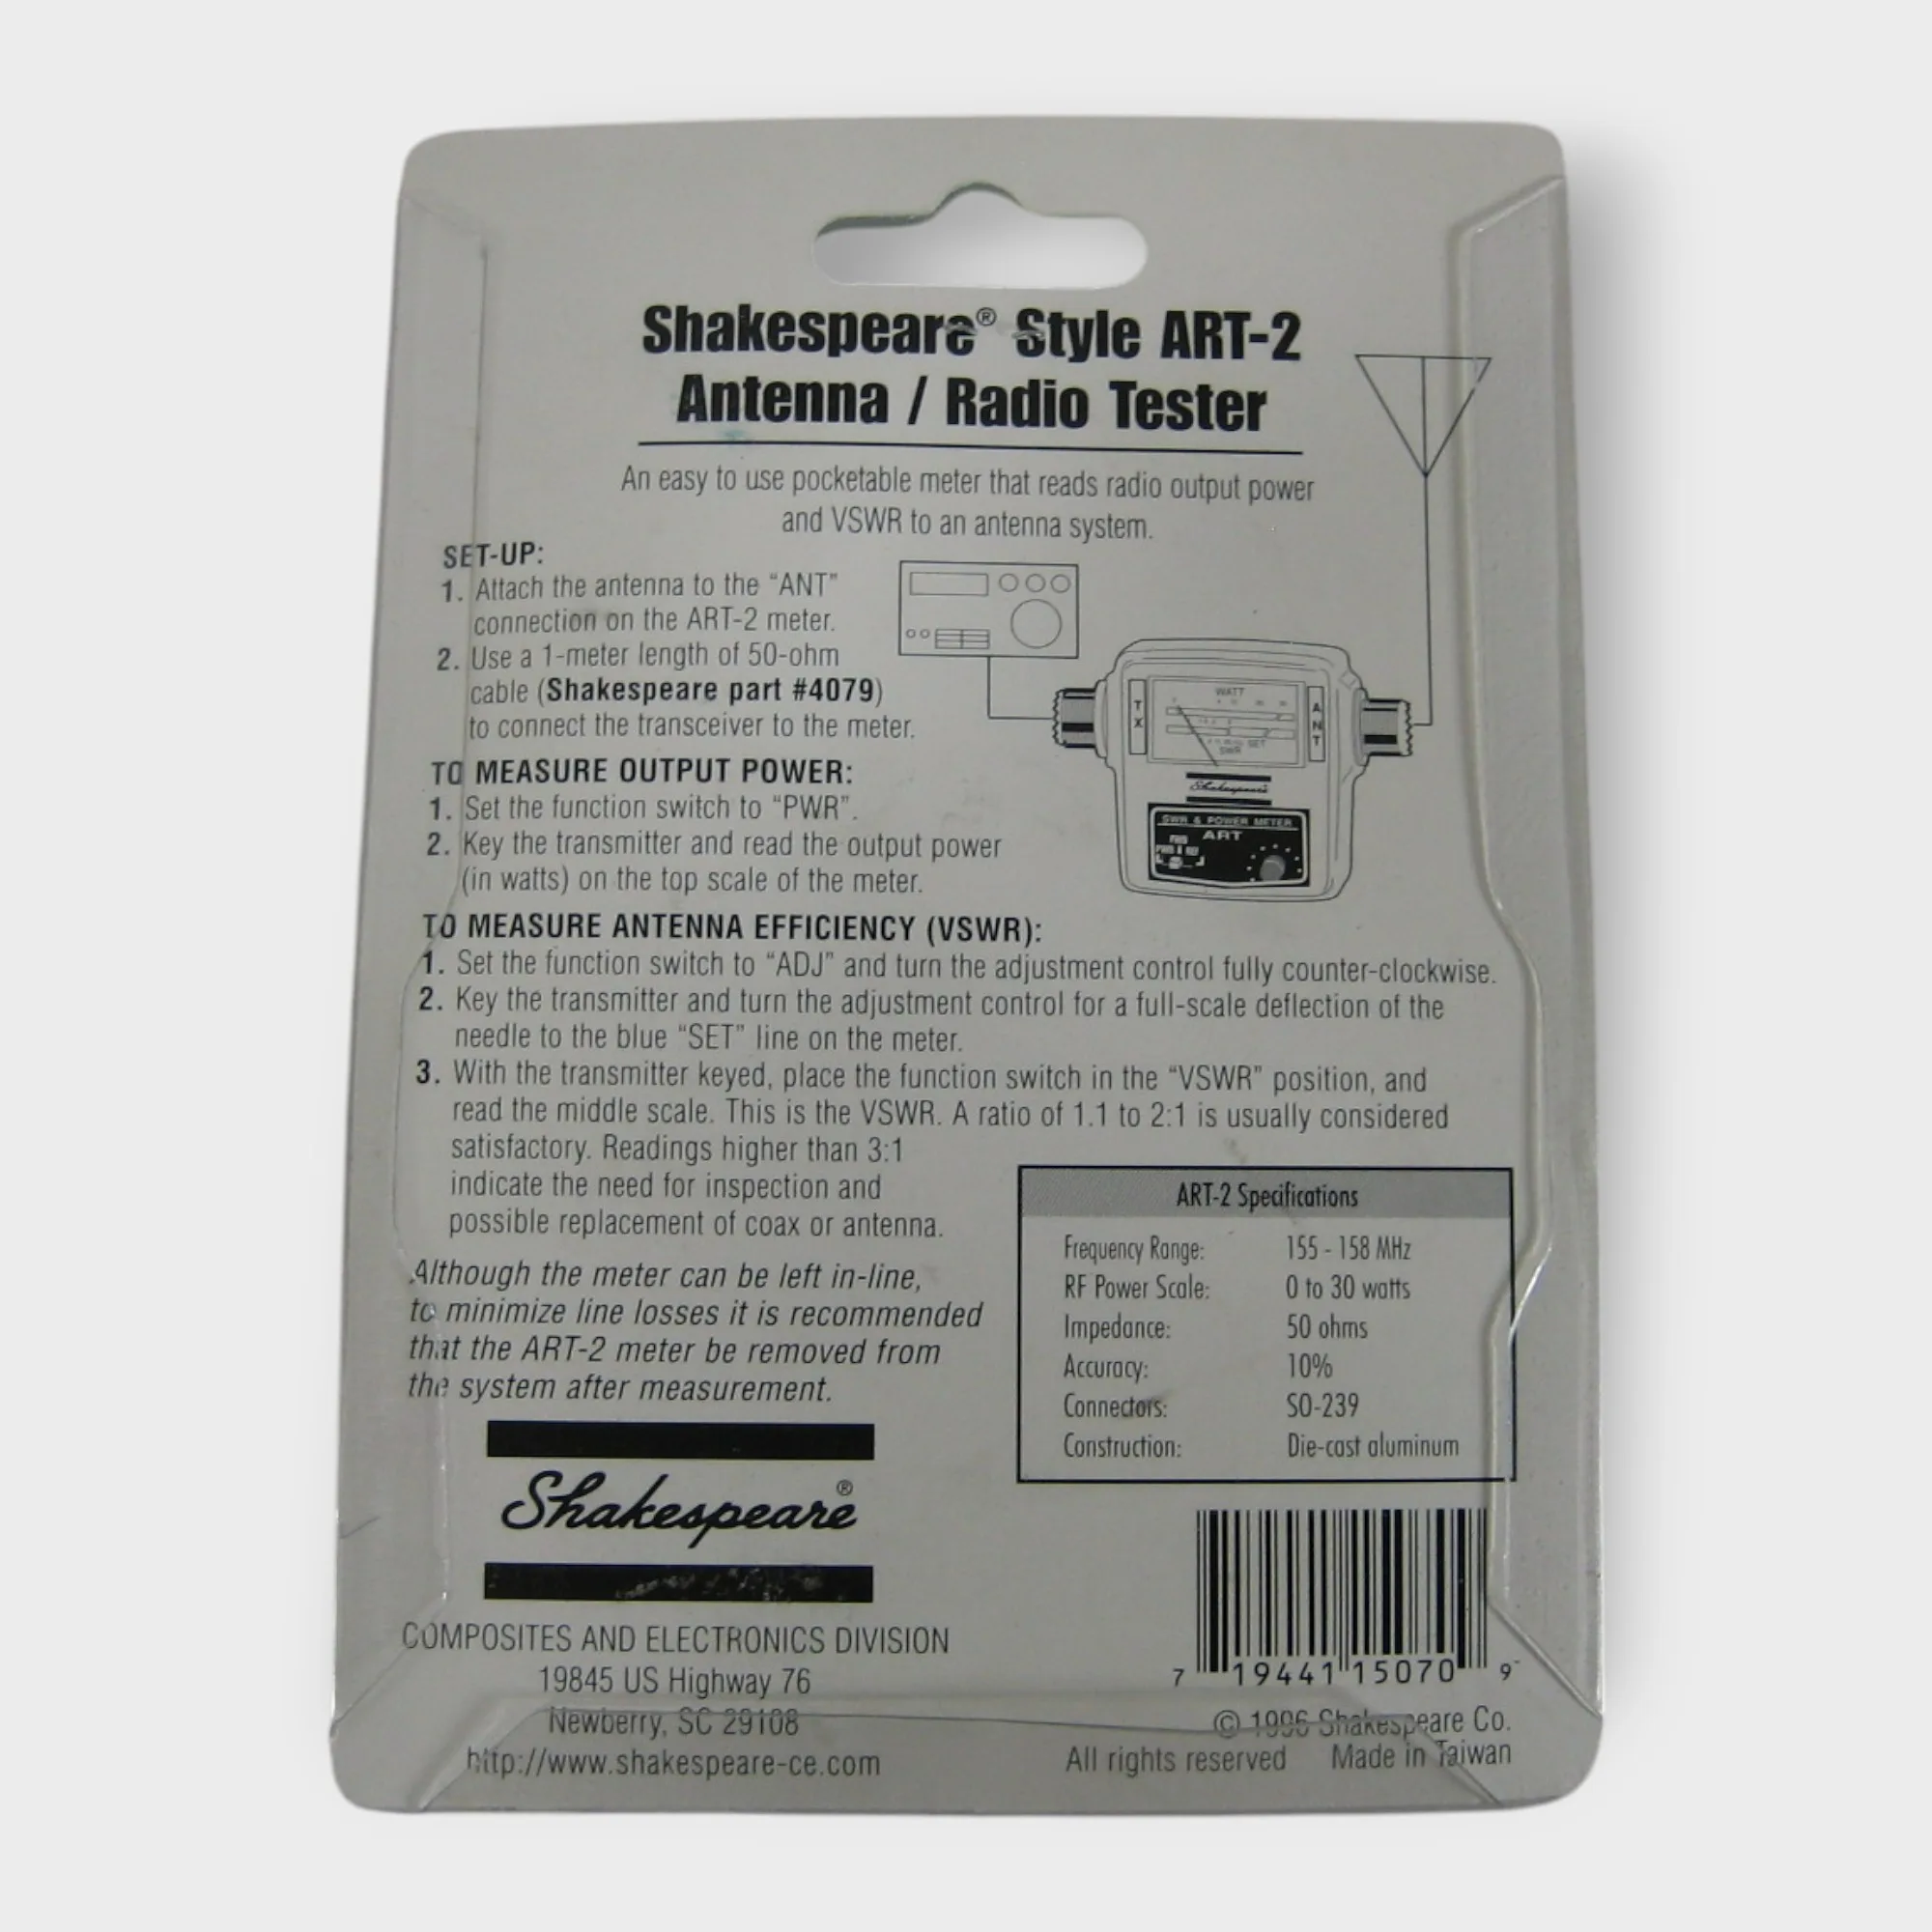 Shakespeare® Style ART-2
Antenna / Radio Tester
An easy to use pocketable meter that reads radio output power
and VSWR to an antenna system.
SET-UP:
1. Attach the antenna to the “ANT”
connection on the ART-2 meter.
2. Use a 1-meter length of 50-ohm
cable (Shakespeare part #4079)
to connect the transceiver to the meter.
TX
WATT
SWR SET
ANT
Shakespeare
SWR & POWER METER
ART
TO MEASURE OUTPUT POWER:
1. Set the function switch to “PWR”.
2. Key the transmitter and read the output power
(in watts) on the top scale of the meter.
TO MEASURE ANTENNA EFFICIENCY (VSWR):
1. Set the function switch to “ADJ” and turn the adjustment control fully counter-clockwise.
2. Key the transmitter and turn the adjustment control for a full-scale deflection of the
needle to the blue “SET” line on the meter.
3. With the transmitter keyed, place the function switch in the “VSWR” position, and
read the middle scale. This is the VSWR. A ratio of 1.1 to 2:1 is usually considered
satisfactory. Readings higher than 3:1
indicate the need for inspection and
possible replacement of coax or antenna.
Although the meter can be left in-line,
to minimize line losses it is recommended
that the ART-2 meter be removed from
the system after measurement.
ART-2 Specifications
Frequency Range: 155 - 158 MHz
RF Power Scale: 0 to 30 watts
Impedance: 50 ohms
Accuracy: 10%
Connectors: SO-239
Construction: Die-cast aluminum
Shakespeare®
COMPOSITES AND ELECTRONICS DIVISION
19845 US Highway 76
Newberry, SC 29108
http://www.shakespeare-ce.com
7 19441 15070 9
© 1996 Shakespeare Co.
All rights reserved Made in Taiwan